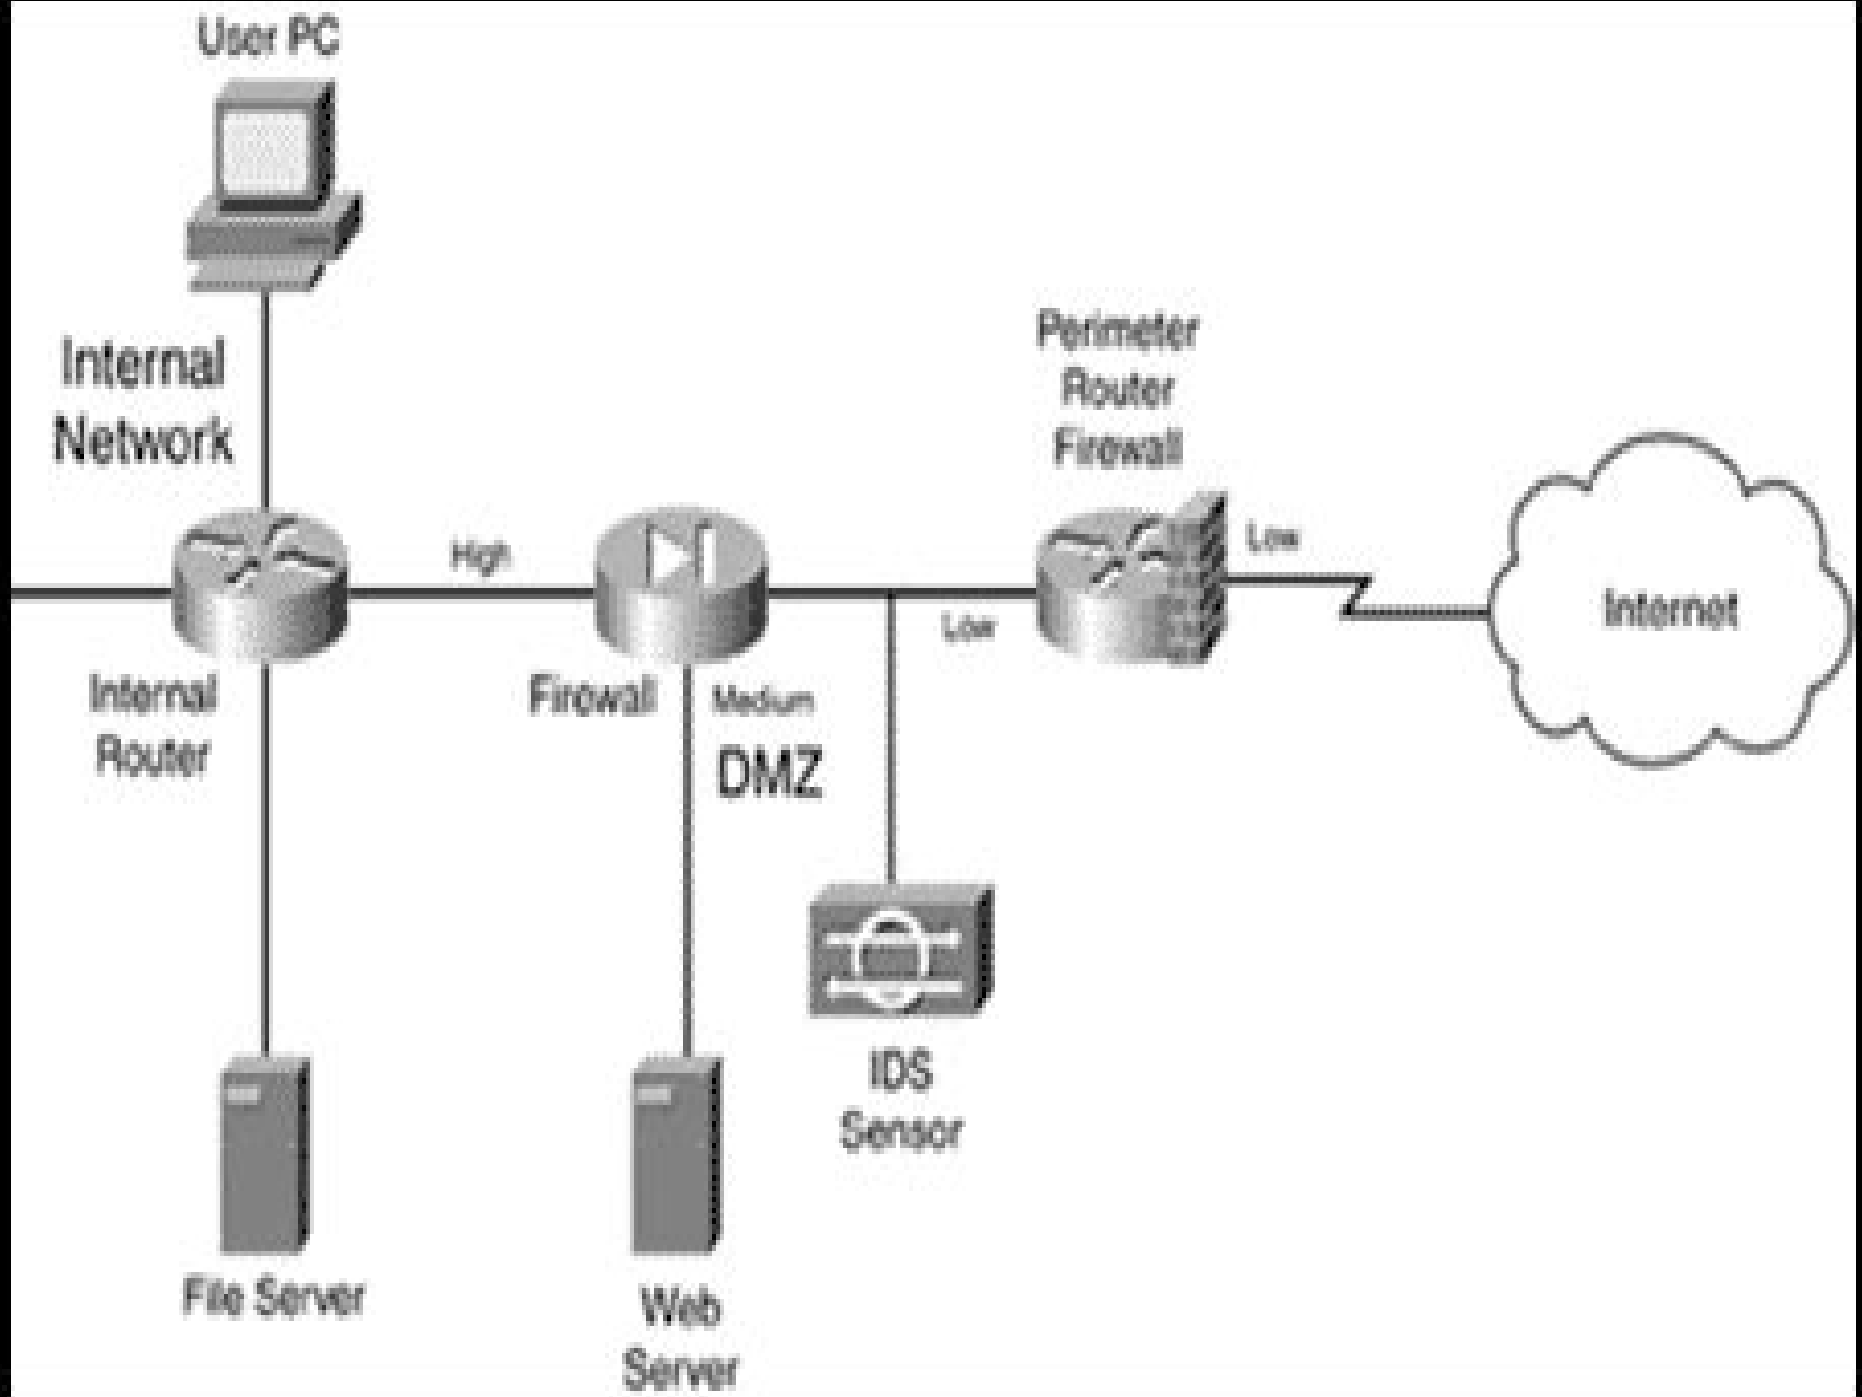 User PC
Internal
Network
Perimeter
Router
Firewall
High
Low
Internet
Low
Internal
Router
Firewall
Medium
DMZ
IDS
Sensor
File Server
Web
Server